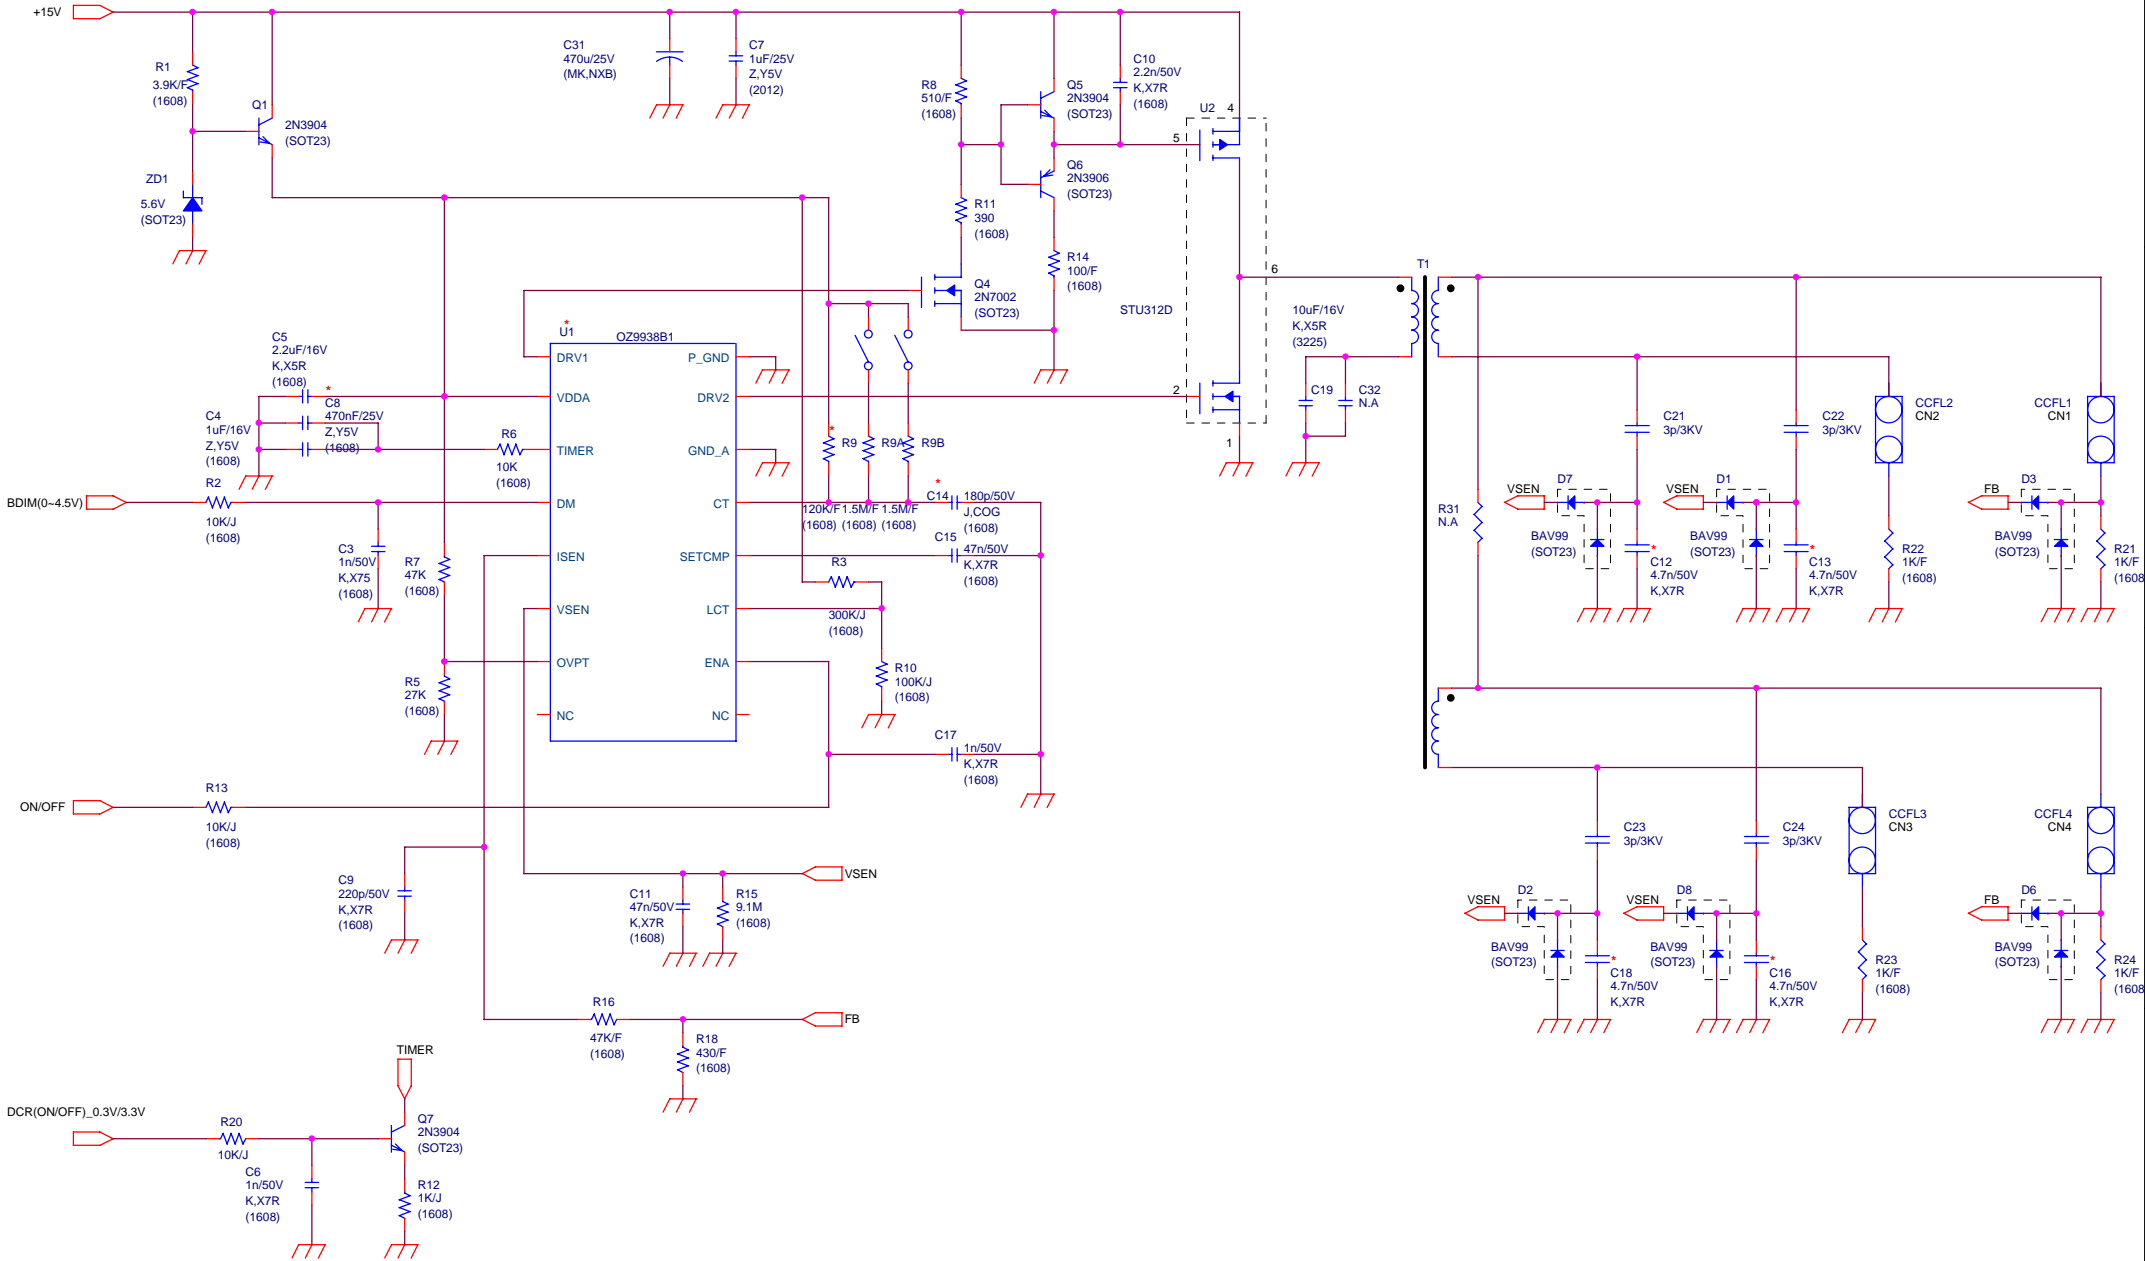 +15V
R1
3.9K/F
(1608)
Q1
2N3904
(SOT23)
ZD1
5.6V
(SOT23)
C31
470u/25V
(MK,NXB)
C7
1uF/25V
Z,Y5V
(2012)
R8
510/F
(1608)
Q5
2N3904
(SOT23)
C10
2.2n/50V
K,X7R
(1608)
U2
4
5
Q6
2N3906
(SOT23)
R11
390
(1608)
R14
100/F
(1608)
Q4
2N7002
(SOT23)
STU312D
6
2
1
10uF/16V
K,X5R
(3225)
C19
C32
N.A
T1
*
U1
OZ9938B1
DRV1
VDDA
TIMER
DM
ISEN
VSEN
OVPT
NC
P_GND
DRV2
GND_A
CT
SETCMP
LCT
ENA
NC
C5
2.2uF/16V
K,X5R
(1608)
*
C8
470nF/25V
Z,Y5V
(1608)
C4
1uF/16V
Z,Y5V
(1608)
R6
10K
(1608)
BDIM(0~4.5V)
R2
10K/J
(1608)
C3
1n/50V
K,X75
(1608)
R7
47K
(1608)
R5
27K
(1608)
*
R9
120K/F
(1608)
R9A
1.5M/F
(1608)
R9B
1.5M/F
(1608)
*
C14
180p/50V
J,COG
(1608)
C15
47n/50V
K,X7R
(1608)
R3
300K/J
(1608)
R10
100K/J
(1608)
C17
1n/50V
K,X7R
(1608)
ON/OFF
R13
10K/J
(1608)
C9
220p/50V
K,X7R
(1608)
C11
47n/50V
K,X7R
(1608)
R15
9.1M
(1608)
VSEN
R16
47K/F
(1608)
R18
430/F
(1608)
FB
TIMER
DCR(ON/OFF)_0.3V/3.3V
R20
10K/J
C6
1n/50V
K,X7R
(1608)
Q7
2N3904
(SOT23)
R12
1K/J
(1608)
R31
N.A
C21
3p/3KV
C22
3p/3KV
CCFL2
CN2
CCFL1
CN1
VSEN
D7
BAV99
(SOT23)
*
C12
4.7n/50V
K,X7R
VSEN
D1
BAV99
(SOT23)
*
C13
4.7n/50V
K,X7R
R22
1K/F
(1608)
FB
D3
BAV99
(SOT23)
R21
1K/F
(1608
C23
3p/3KV
C24
3p/3KV
CCFL3
CN3
CCFL4
CN4
VSEN
D2
BAV99
(SOT23)
*
C18
4.7n/50V
K,X7R
VSEN
D8
BAV99
(SOT23)
*
C16
4.7n/50V
K,X7R
R23
1K/F
(1608)
FB
D6
BAV99
(SOT23)
R24
1K/F
(1608